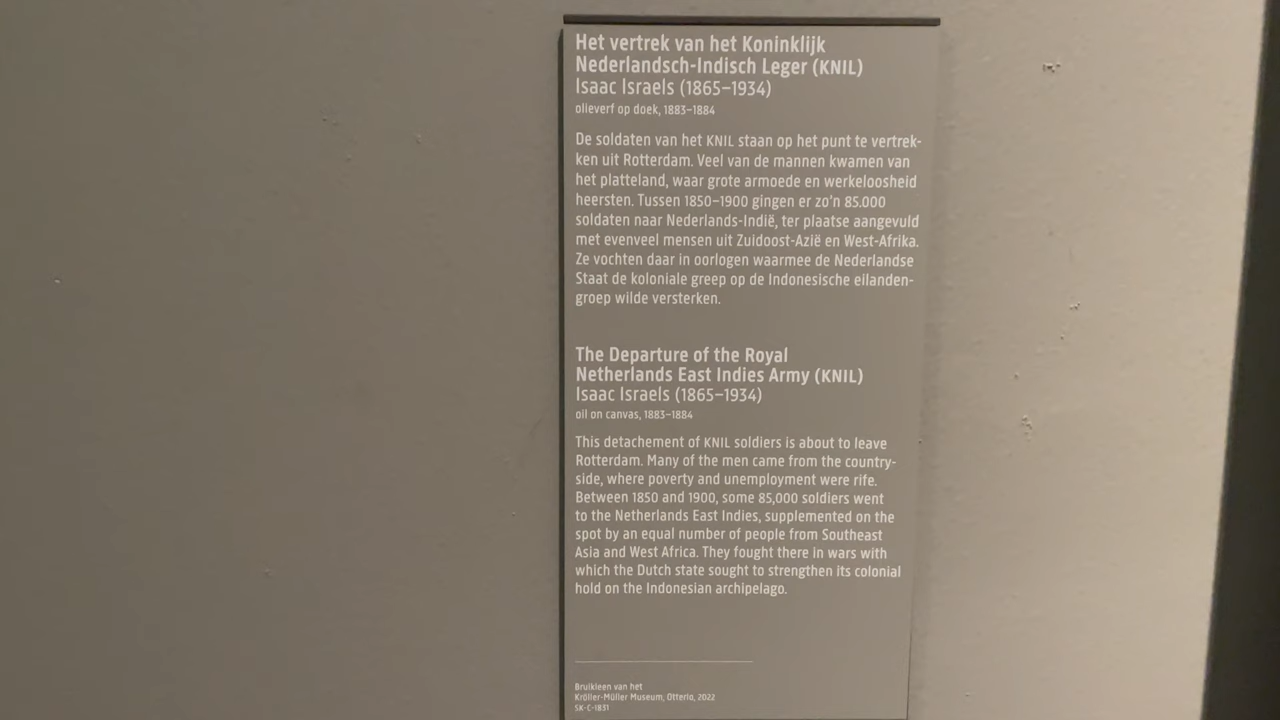 Het vertrek van het Koninklijk
Nederlandsch-Indisch Leger (KNIL)
Isaac Israels (1865–1934)
olieverf op doek, 1883–1884
De soldaten van het KNIL staan op het punt te vertrek-
ken uit Rotterdam. Veel van de mannen kwamen van
het platteland, waar grote armoede en werkeloosheid
heersten. Tussen 1850–1900 gingen er zo'n 85.000
soldaten naar Nederlands-Indië, ter plaatse aangevuld
met evenveel mensen uit Zuidoost-Azië en West-Afrika.
Ze vochten daar in oorlogen waarmee de Nederlandse
Staat de koloniale greep op de Indonesische eilanden-
groep wilde versterken.
The Departure of the Royal
Netherlands East Indies Army (KNIL)
Isaac Israels (1865–1934)
oil on canvas, 1883–1884
This detachement of KNIL soldiers is about to leave
Rotterdam. Many of the men came from the country-
side, where poverty and unemployment were rife.
Between 1850 and 1900, some 85,000 soldiers went
to the Netherlands East Indies, supplemented on the
spot by an equal number of people from Southeast
Asia and West Africa. They fought there in wars with
which the Dutch state sought to strengthen its colonial
hold on the Indonesian archipelago.
Bruikleen van het
Kröller-Müller Museum, Otterlo, 2022
SK-C-1831